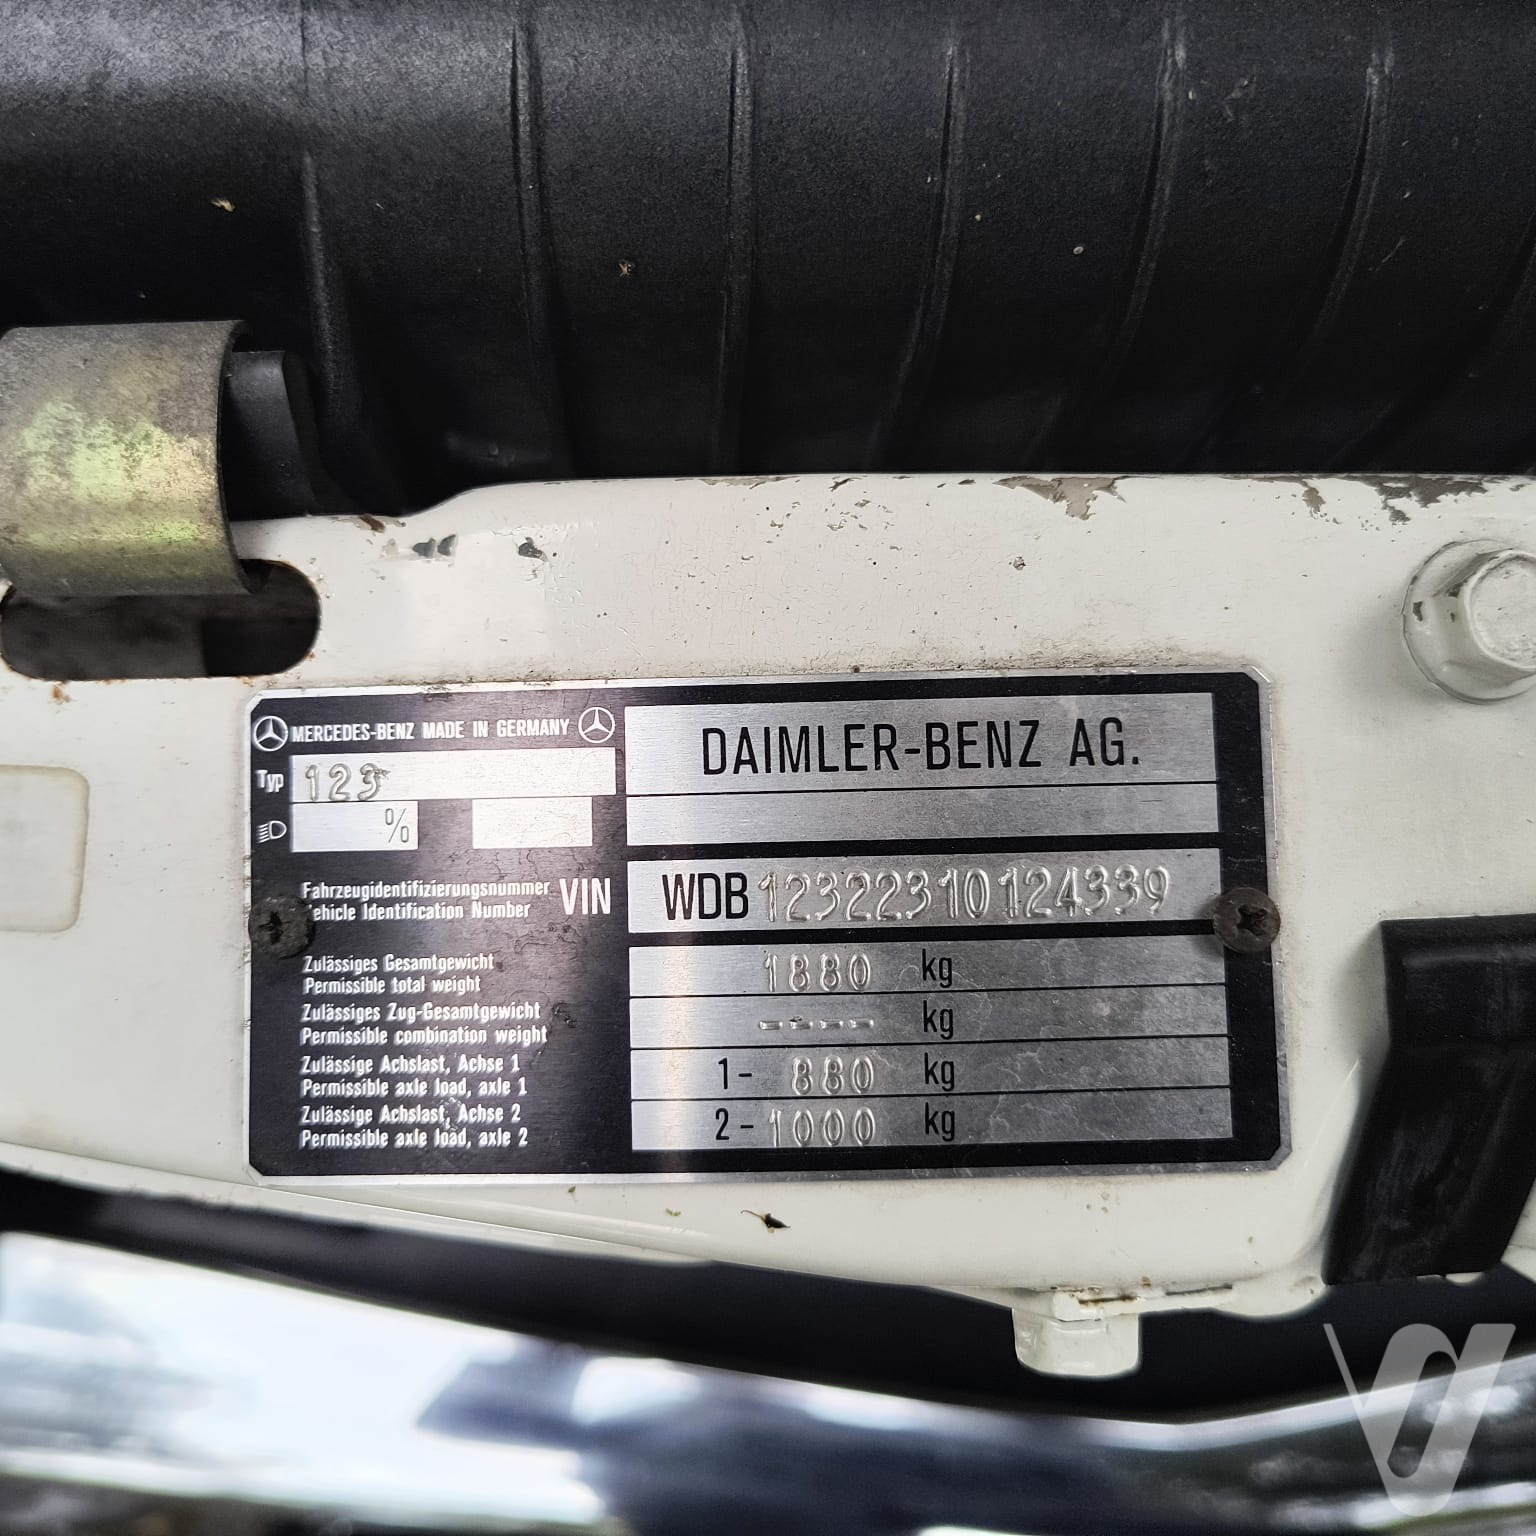 MERCEDES-BENZ MADE IN GERMANY
DAIMLER-BENZ AG.
Typ 123
%
Fahrzeugidentifizierungsnummer
Vehicle Identification Number
VIN
WDB 12322310124339
Zulässiges Gesamtgewicht
Permissible total weight
1880 kg
Zulässiges Zug-Gesamtgewicht
Permissible combination weight
---- kg
Zulässige Achslast, Achse 1
Permissible axle load, axle 1
1- 880 kg
Zulässige Achslast, Achse 2
Permissible axle load, axle 2
2- 1000 kg